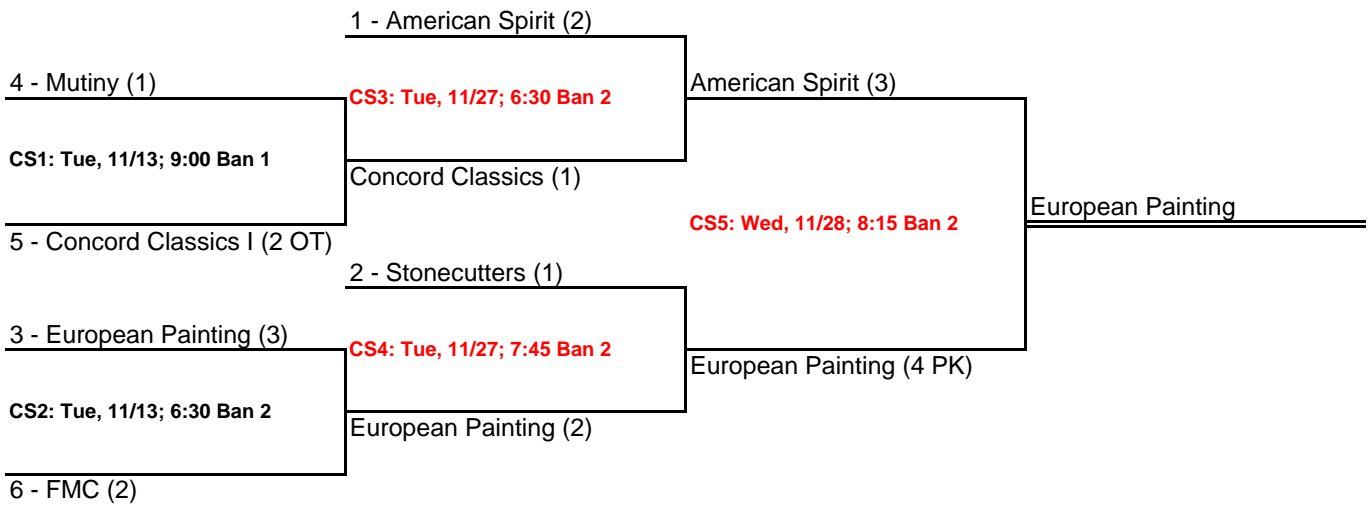 1 - American Spirit (2)
4 - Mutiny (1)
CS3: Tue, 11/27; 6:30 Ban 2
American Spirit (3)
CS1: Tue, 11/13; 9:00 Ban 1
Concord Classics (1)
5 - Concord Classics I (2 OT)
CS5: Wed, 11/28; 8:15 Ban 2
European Painting
2 - Stonecutters (1)
3 - European Painting (3)
CS4: Tue, 11/27; 7:45 Ban 2
European Painting (4 PK)
CS2: Tue, 11/13; 6:30 Ban 2
European Painting (2)
6 - FMC (2)